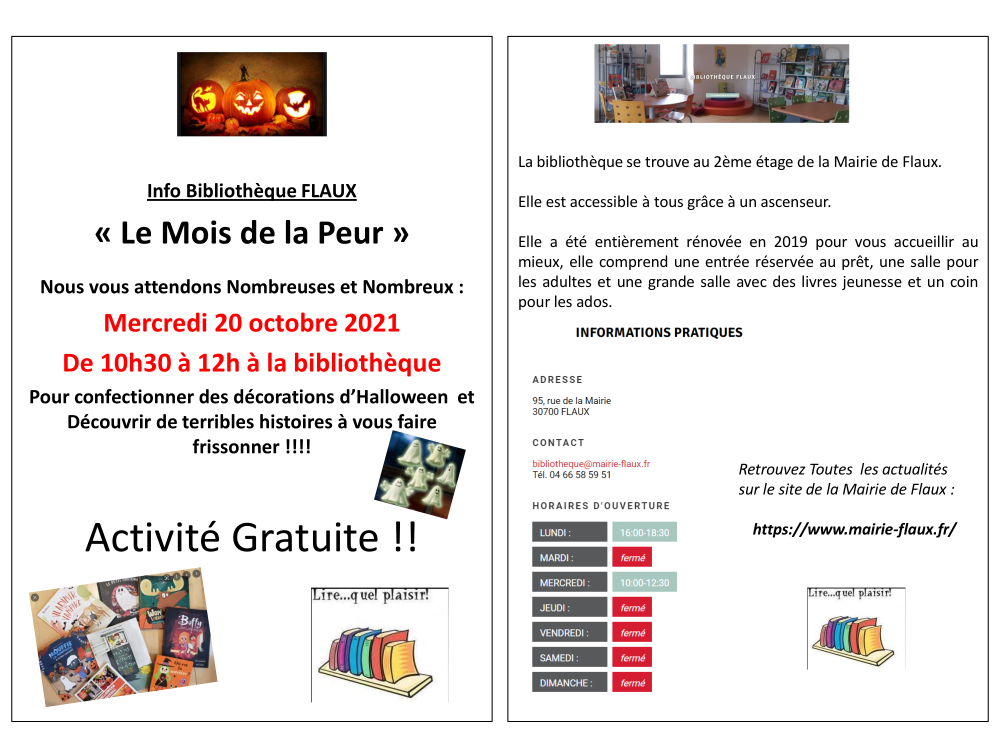 Info Bibliothèque FLAUX
« Le Mois de la Peur »
Nous vous attendons Nombreuses et Nombreux :
Mercredi 20 octobre 2021
De 10h30 à 12h à la bibliothèque
Pour confectionner des décorations d’Halloween et
Découvrir de terribles histoires à vous faire
frissonner !!!!
Activité Gratuite !!
Buffy
Lire...quel plaisir!
BIBLIOTHÈQUE FLAUX
La bibliothèque se trouve au 2ème étage de la Mairie de Flaux.
Elle est accessible à tous grâce à un ascenseur.
Elle a été entièrement rénovée en 2019 pour vous accueillir au
mieux, elle comprend une entrée réservée au prêt, une salle pour
les adultes et une grande salle avec des livres jeunesse et un coin
pour les ados.
INFORMATIONS PRATIQUES
ADRESSE
95, rue de la Mairie
30700 FLAUX
CONTACT
bibliotheque@mairie-flaux.fr
Tél. 04 66 58 59 51
HORAIRES D'OUVERTURE
LUNDI : 16:00-18:30
MARDI : fermé
MERCREDI : 10:00-12:30
JEUDI : fermé
VENDREDI : fermé
SAMEDI : fermé
DIMANCHE : fermé
Retrouvez Toutes les actualités
sur le site de la Mairie de Flaux :
https://www.mairie-flaux.fr/
Lire...quel plaisir!